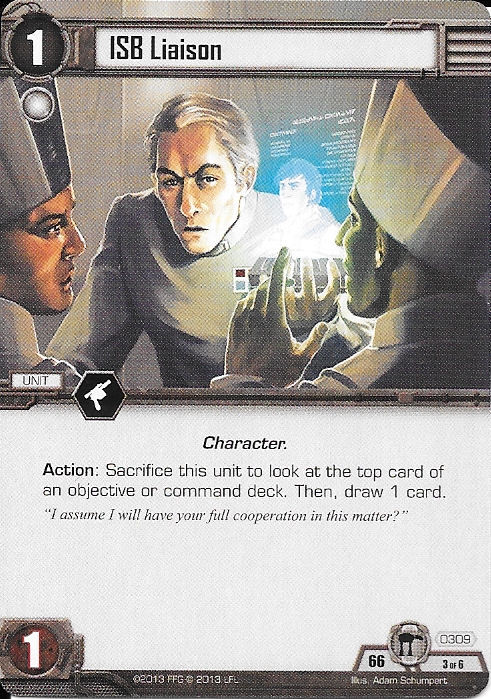 1 ISB Liaison
UNIT
Character.
Action: Sacrifice this unit to look at the top card of
an objective or command deck. Then, draw 1 card.
“I assume I will have your full cooperation in this matter?”
1
66
0309
3 OF 6
©2013 FFG © 2013 LFL
Illus. Adam Schumpert